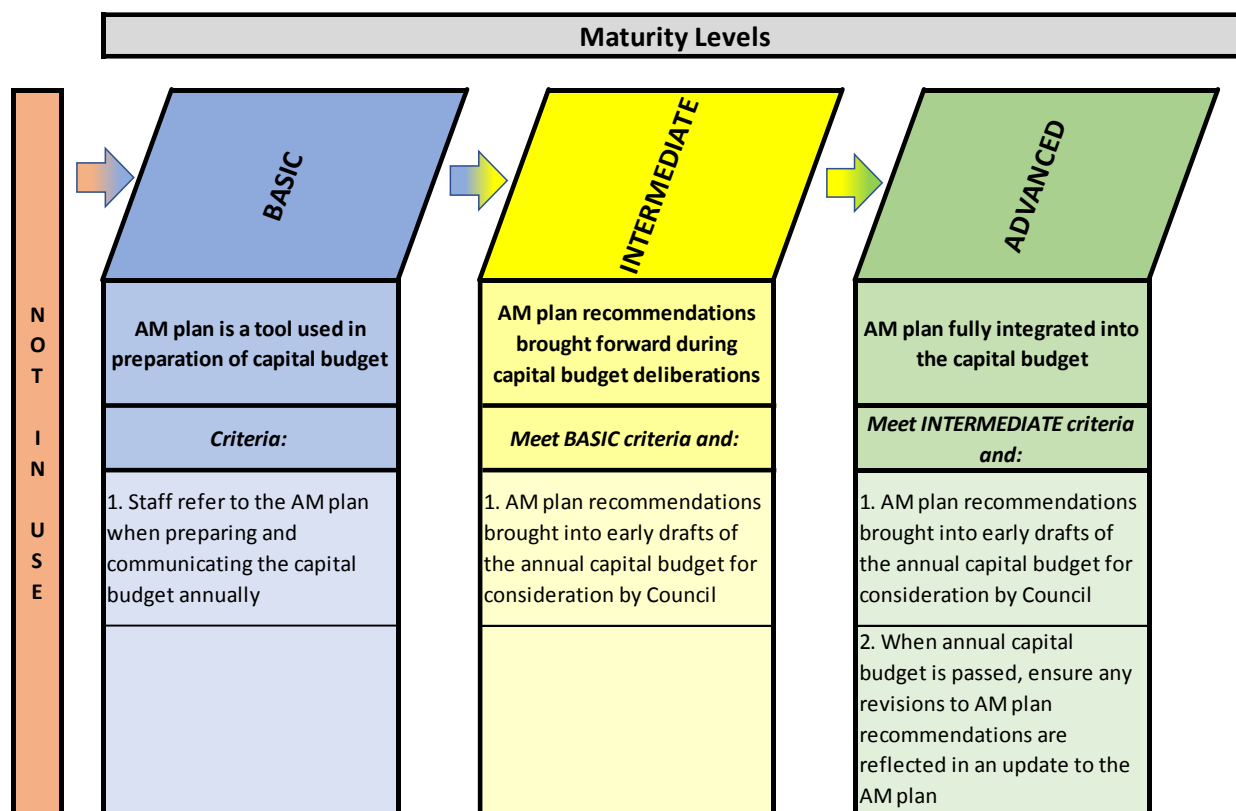 Maturity Levels
NOT IN USE
BASIC
INTERMEDIATE
ADVANCED
AM plan is a tool used in
preparation of capital budget
AM plan recommendations
brought forward during
capital budget deliberations
AM plan fully integrated into
the capital budget
Criteria:
Meet BASIC criteria and:
Meet INTERMEDIATE criteria
and:
1. Staff refer to the AM plan
when preparing and
communicating the capital
budget annually
1. AM plan recommendations
brought into early drafts of
the annual capital budget for
consideration by Council
1. AM plan recommendations
brought into early drafts of
the annual capital budget for
consideration by Council
2. When annual capital
budget is passed, ensure any
revisions to AM plan
recommendations are
reflected in an update to the
AM plan